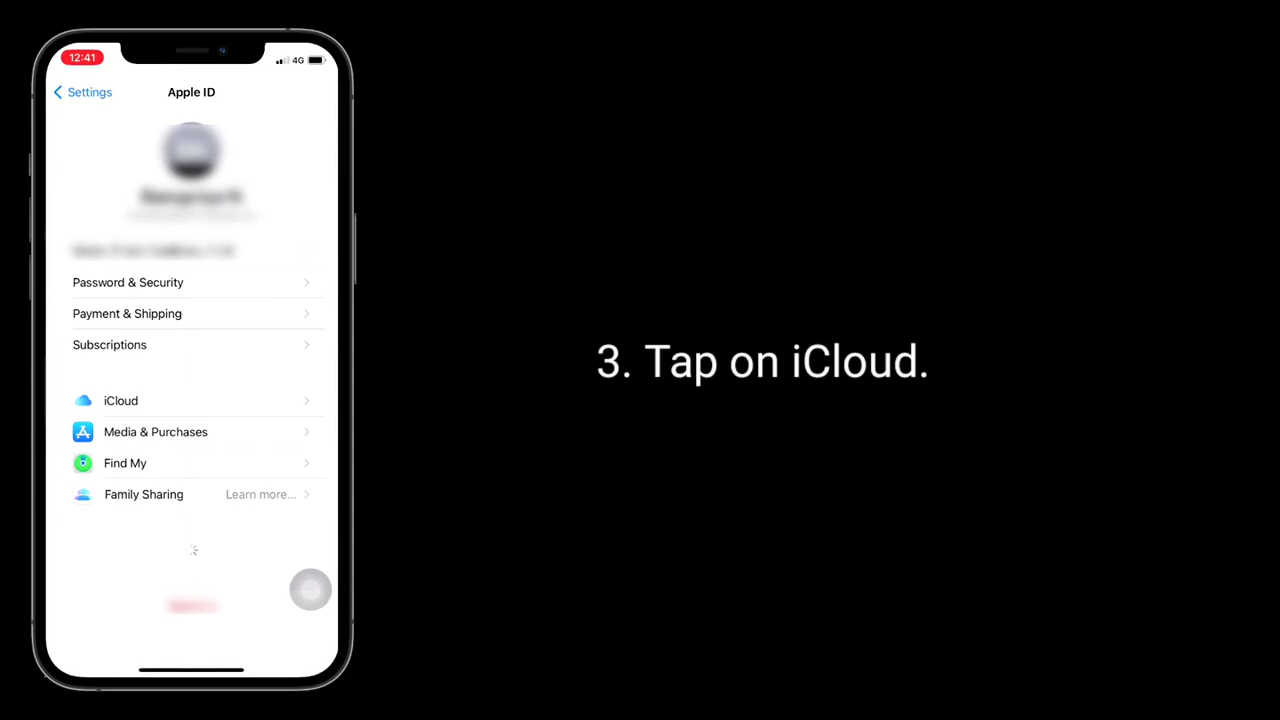 12:41
4G
Settings
Apple ID
Password & Security
Payment & Shipping
Subscriptions
iCloud
Media & Purchases
Find My
Family Sharing Learn more...
3. Tap on iCloud.